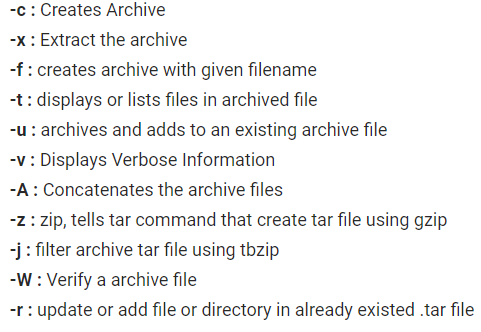 -c : Creates Archive
-x : Extract the archive
-f : creates archive with given filename
-t : displays or lists files in archived file
-u : archives and adds to an existing archive file
-v : Displays Verbose Information
-A : Concatenates the archive files
-z : zip, tells tar command that create tar file using gzip
-j : filter archive tar file using tbzip
-W : Verify a archive file
-r : update or add file or directory in already existed .tar file